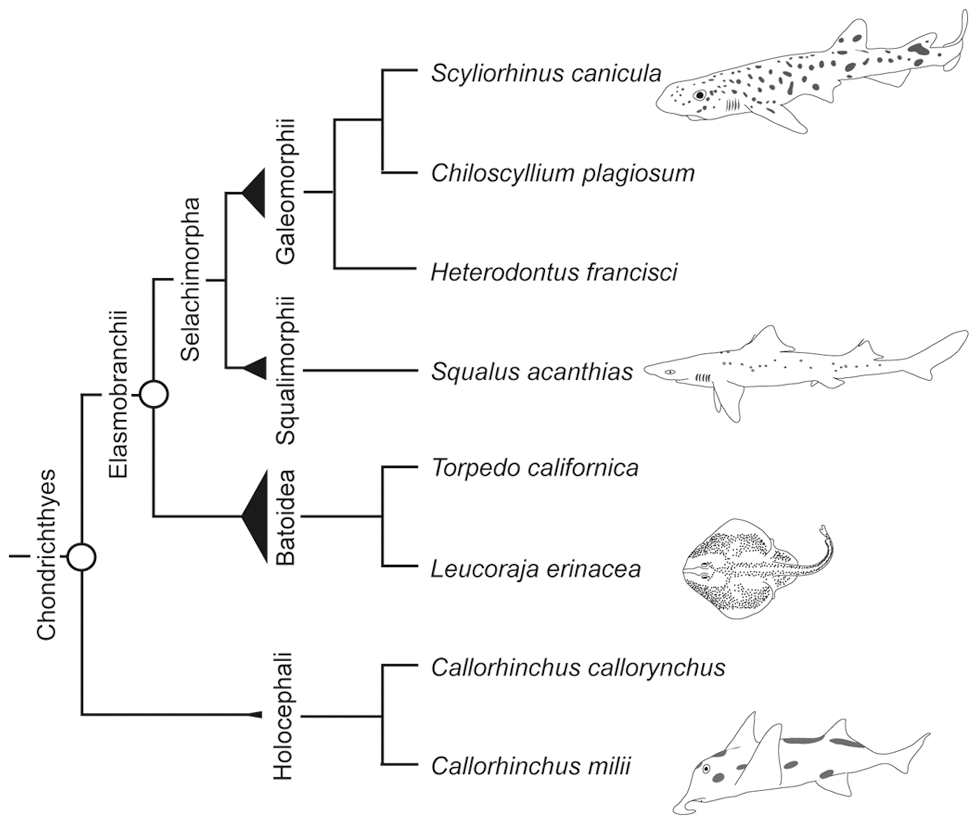 Scyliorhinus canicula
Chiloscyllium plagiosum
Heterodontus francisci
Squalus acanthias
Torpedo californica
Leucoraja erinacea
Callorhinchus callorynchus
Callorhinchus milii
Galeomorphii
Squalimorphii
Batoidea
Holocephali
Selachimorpha
Elasmobranchii
Chondrichthyes